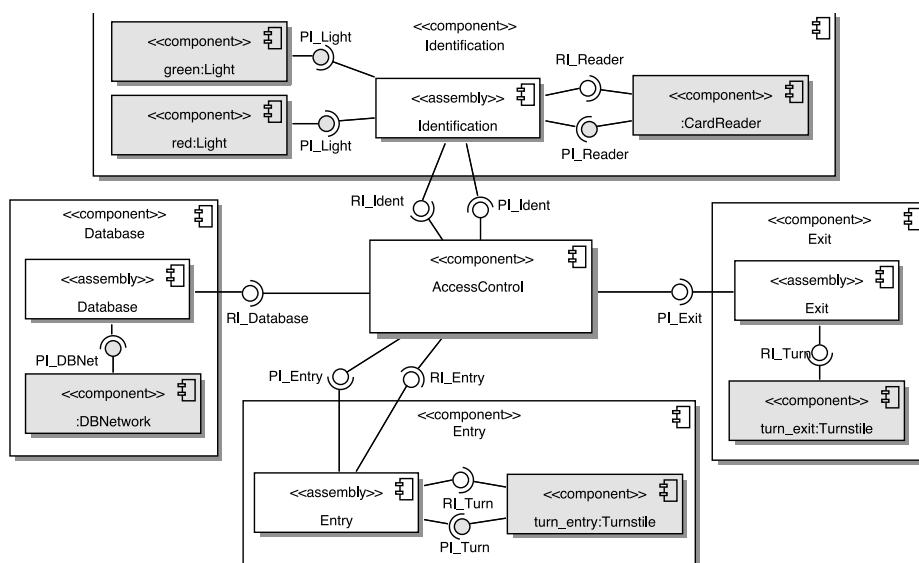 <<component>>
Identification
<<component>>
green:Light
PI_Light
RI_Reader
<<component>>
red:Light
PI_Light
<<assembly>>
Identification
<<component>>
:CardReader
PI_Reader
RI_Ident
PI_Ident
<<component>>
Database
<<assembly>>
Database
RI_Database
PI_DBNet
<<component>>
:DBNetwork
<<component>>
AccessControl
<<component>>
Exit
<<assembly>>
Exit
PI_Exit
RI_Turn
<<component>>
turn_exit:Turnstile
PI_Entry
RI_Entry
<<component>>
Entry
<<assembly>>
Entry
RI_Turn
PI_Turn
<<component>>
turn_entry:Turnstile